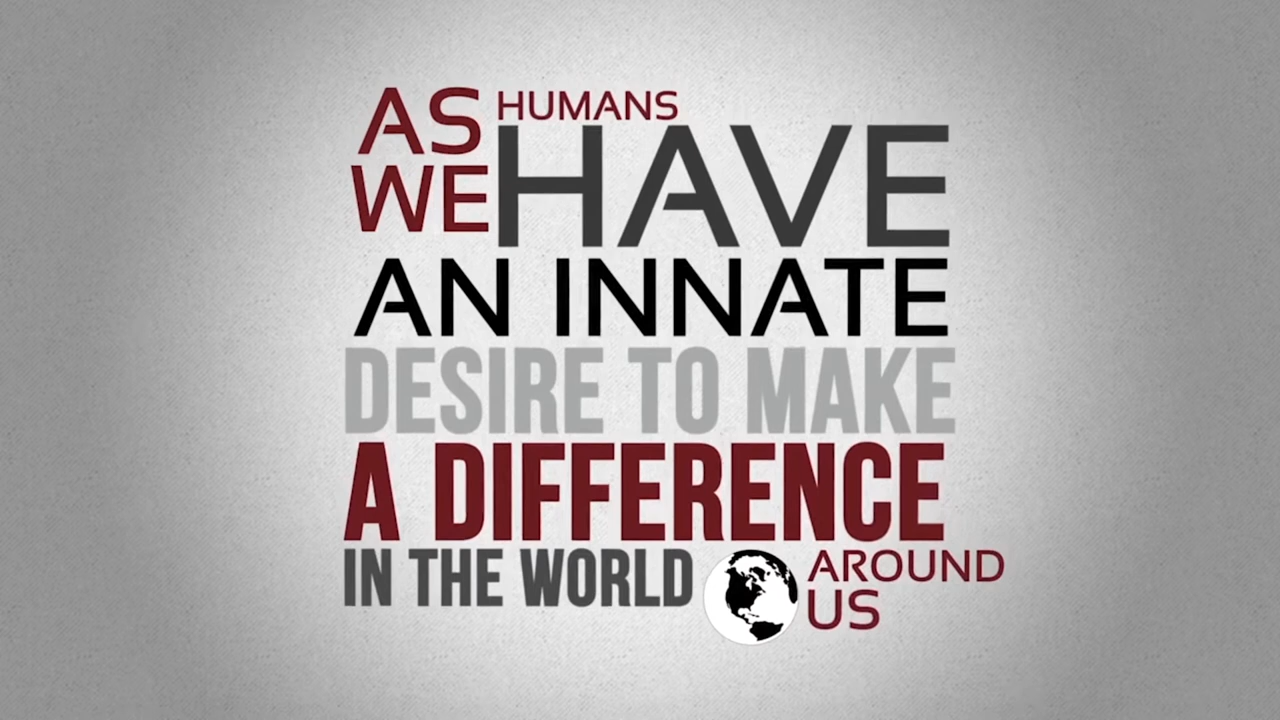 AS HUMANS
WE HAVE
AN INNATE
DESIRE TO MAKE
A DIFFERENCE
IN THE WORLD AROUND
US